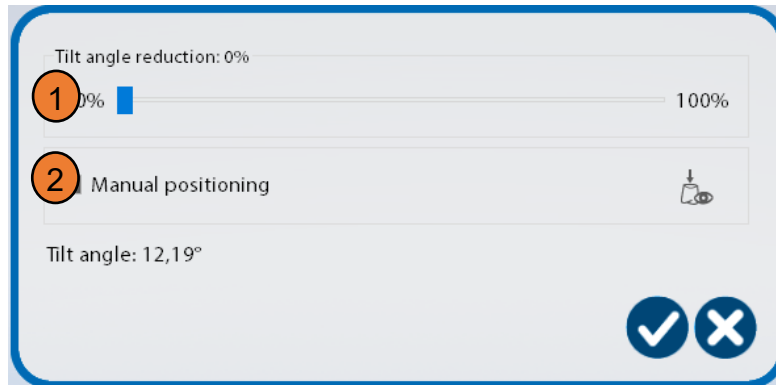 Tilt angle reduction: 0%
1 0% 100%
2 Manual positioning
Tilt angle: 12,19°